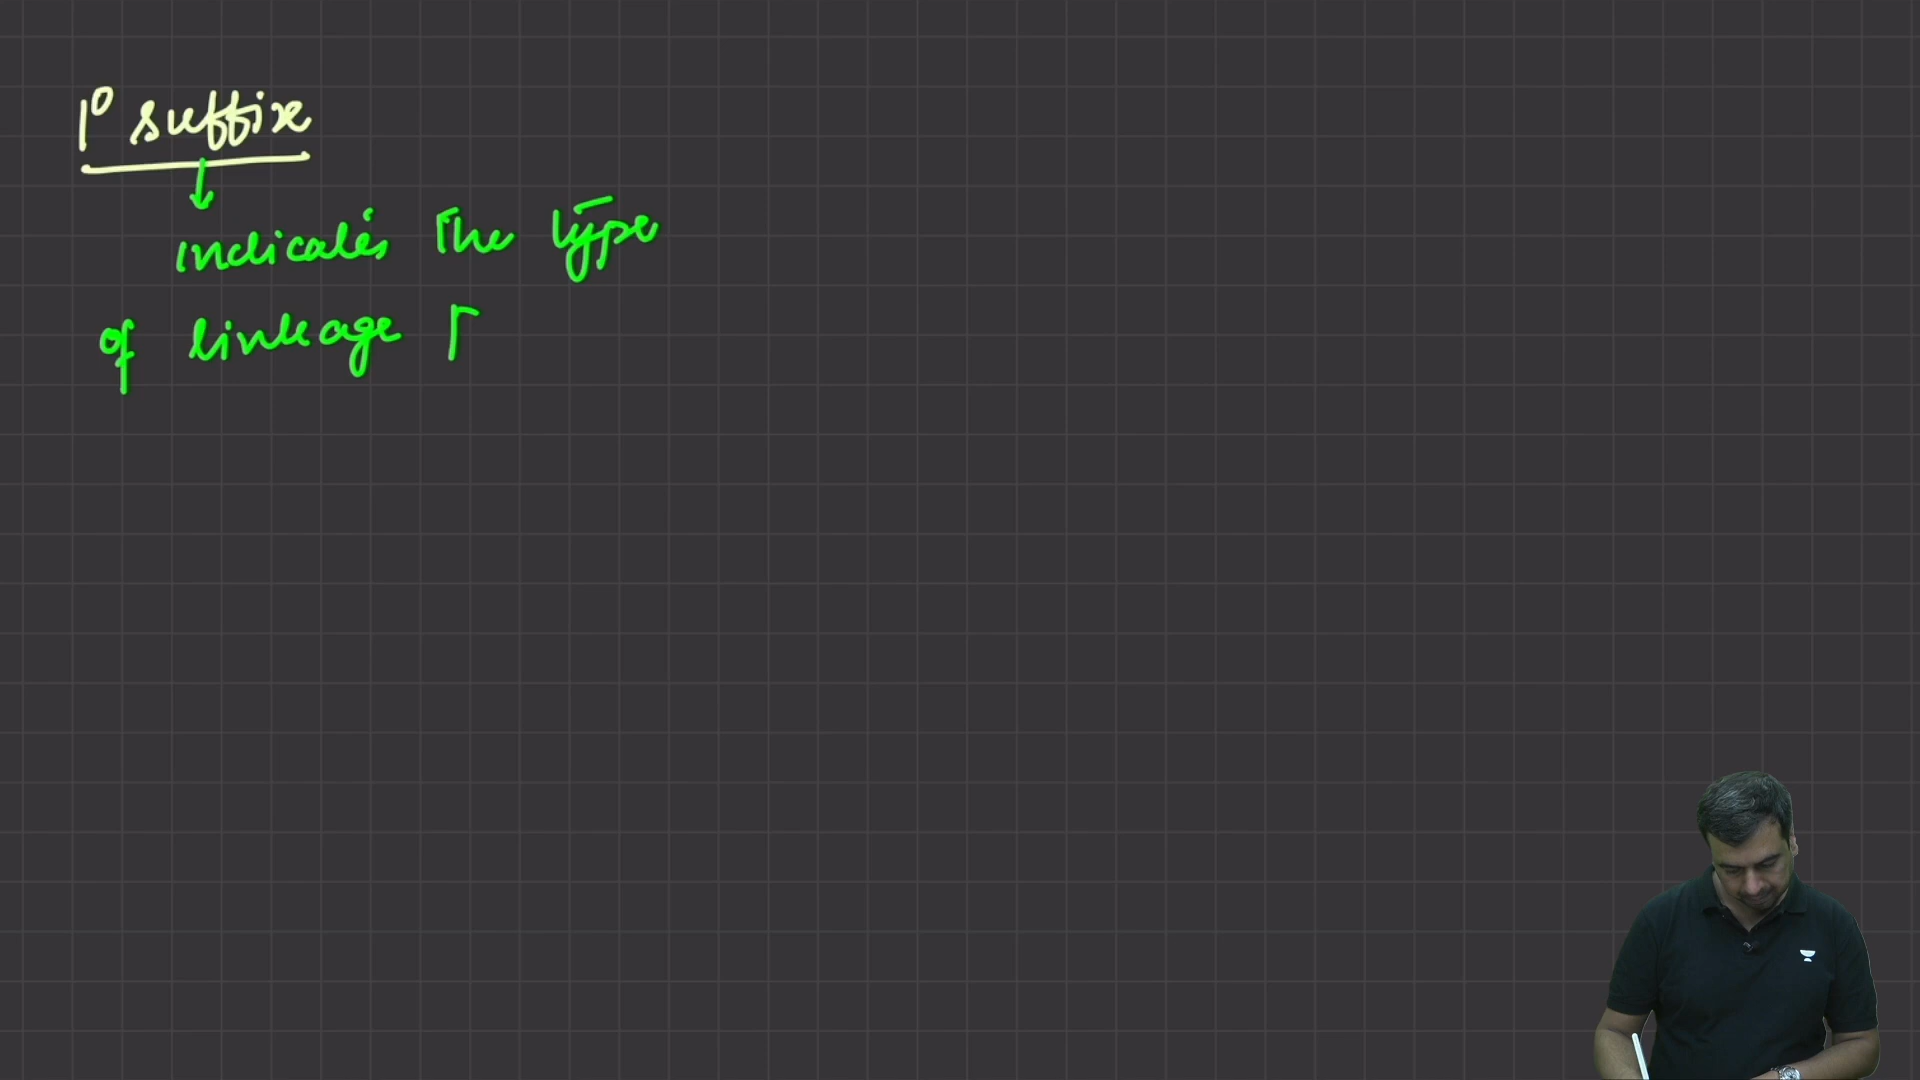 1° suffix
indicates the type
of linkage